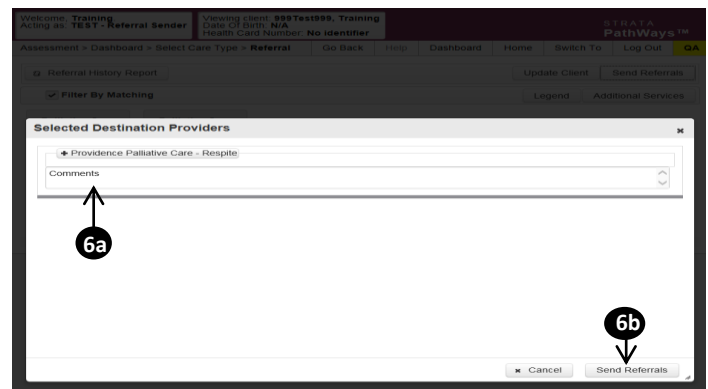 Welcome, Training
Acting as: TEST - Referral Sender
Viewing client: 999Test999, Training
Date Of Birth: N/A
Health Card Number: No identifier
STRATA
PathWays™
Assessment » Dashboard » Select Care Type » Referral
Go Back Help Dashboard Home Switch To Log Out QA
Referral History Report
Update Client Send Referrals
Filter By Matching
Legend Additional Services
Selected Destination Providers
Providence Palliative Care - Respite
Comments
6a
6b
Cancel Send Referrals